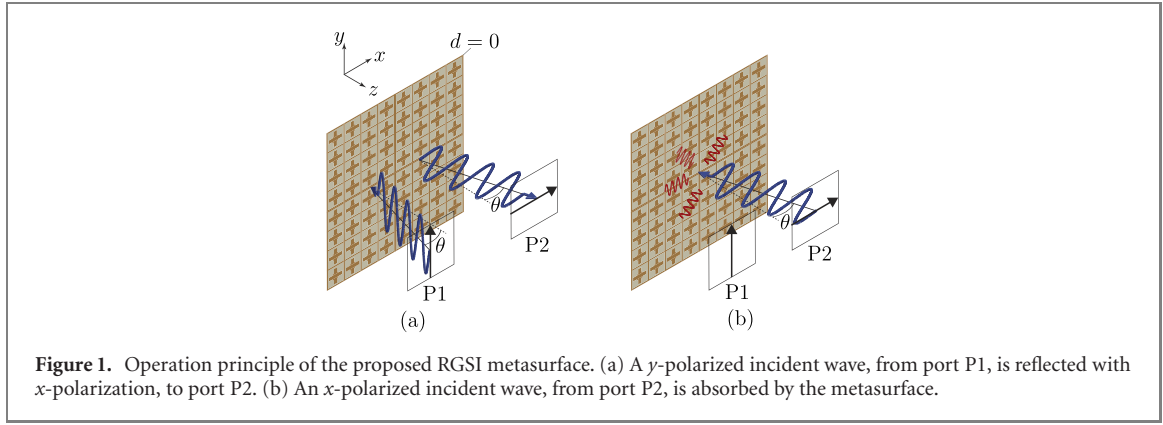 y
d = 0
x
z
θ
θ
P2
P1
(a)
θ
P2
P1
(b)
Figure 1. Operation principle of the proposed RGSI metasurface. (a) A y-polarized incident wave, from port P1, is reflected with
x-polarization, to port P2. (b) An x-polarized incident wave, from port P2, is absorbed by the metasurface.